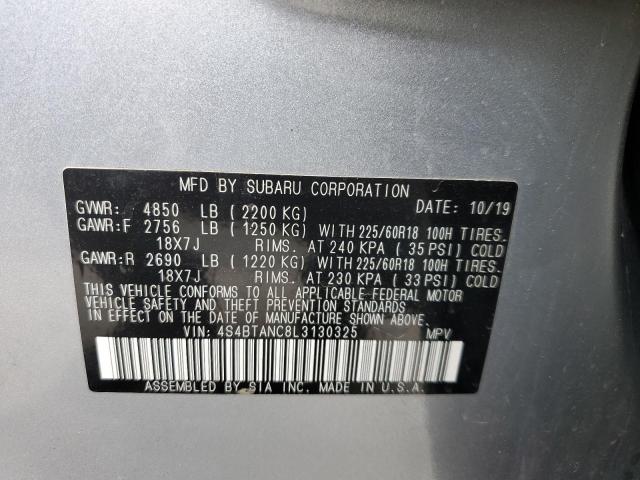 MFD BY SUBARU CORPORATION
GVWR: 4850 LB (2200 KG) DATE: 10/19
GAWR:F 2756 LB (1250 KG) WITH 225/60R18 100H TIRES.
18X7J RIMS. AT 240 KPA (35 PSI) COLD
GAWR:R 2690 LB (1220 KG) WITH 225/60R18 100H TIRES.
18X7J RIMS. AT 230 KPA (33 PSI) COLD
THIS VEHICLE CONFORMS TO ALL APPLICABLE FEDERAL MOTOR
VEHICLE SAFETY AND THEFT PREVENTION STANDARDS
IN EFFECT ON THE DATE OF MANUFACTURE SHOWN ABOVE.
VIN: 4S4BTANC8L3130325 MPV
ASSEMBLED BY SIA INC. MADE IN U.S.A.